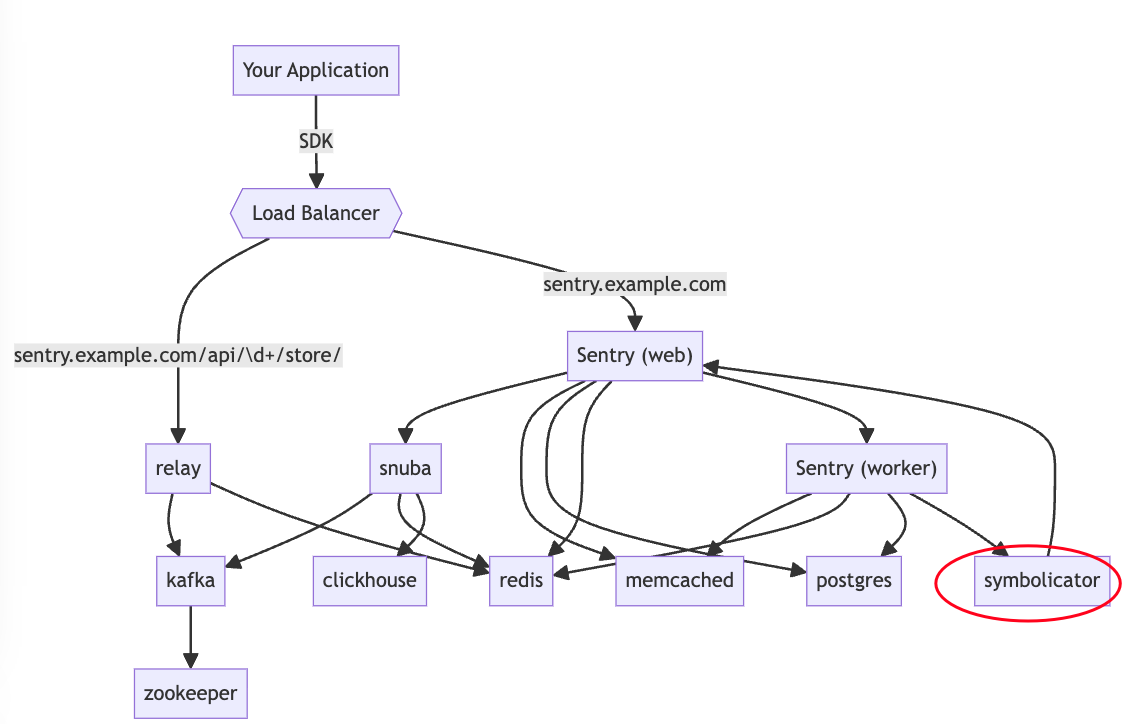 Your Application
SDK
Load Balancer
sentry.example.com
sentry.example.com/api/\d+/store/
Sentry (web)
relay
snuba
Sentry (worker)
kafka
clickhouse
redis
memcached
postgres
symbolicator
zookeeper